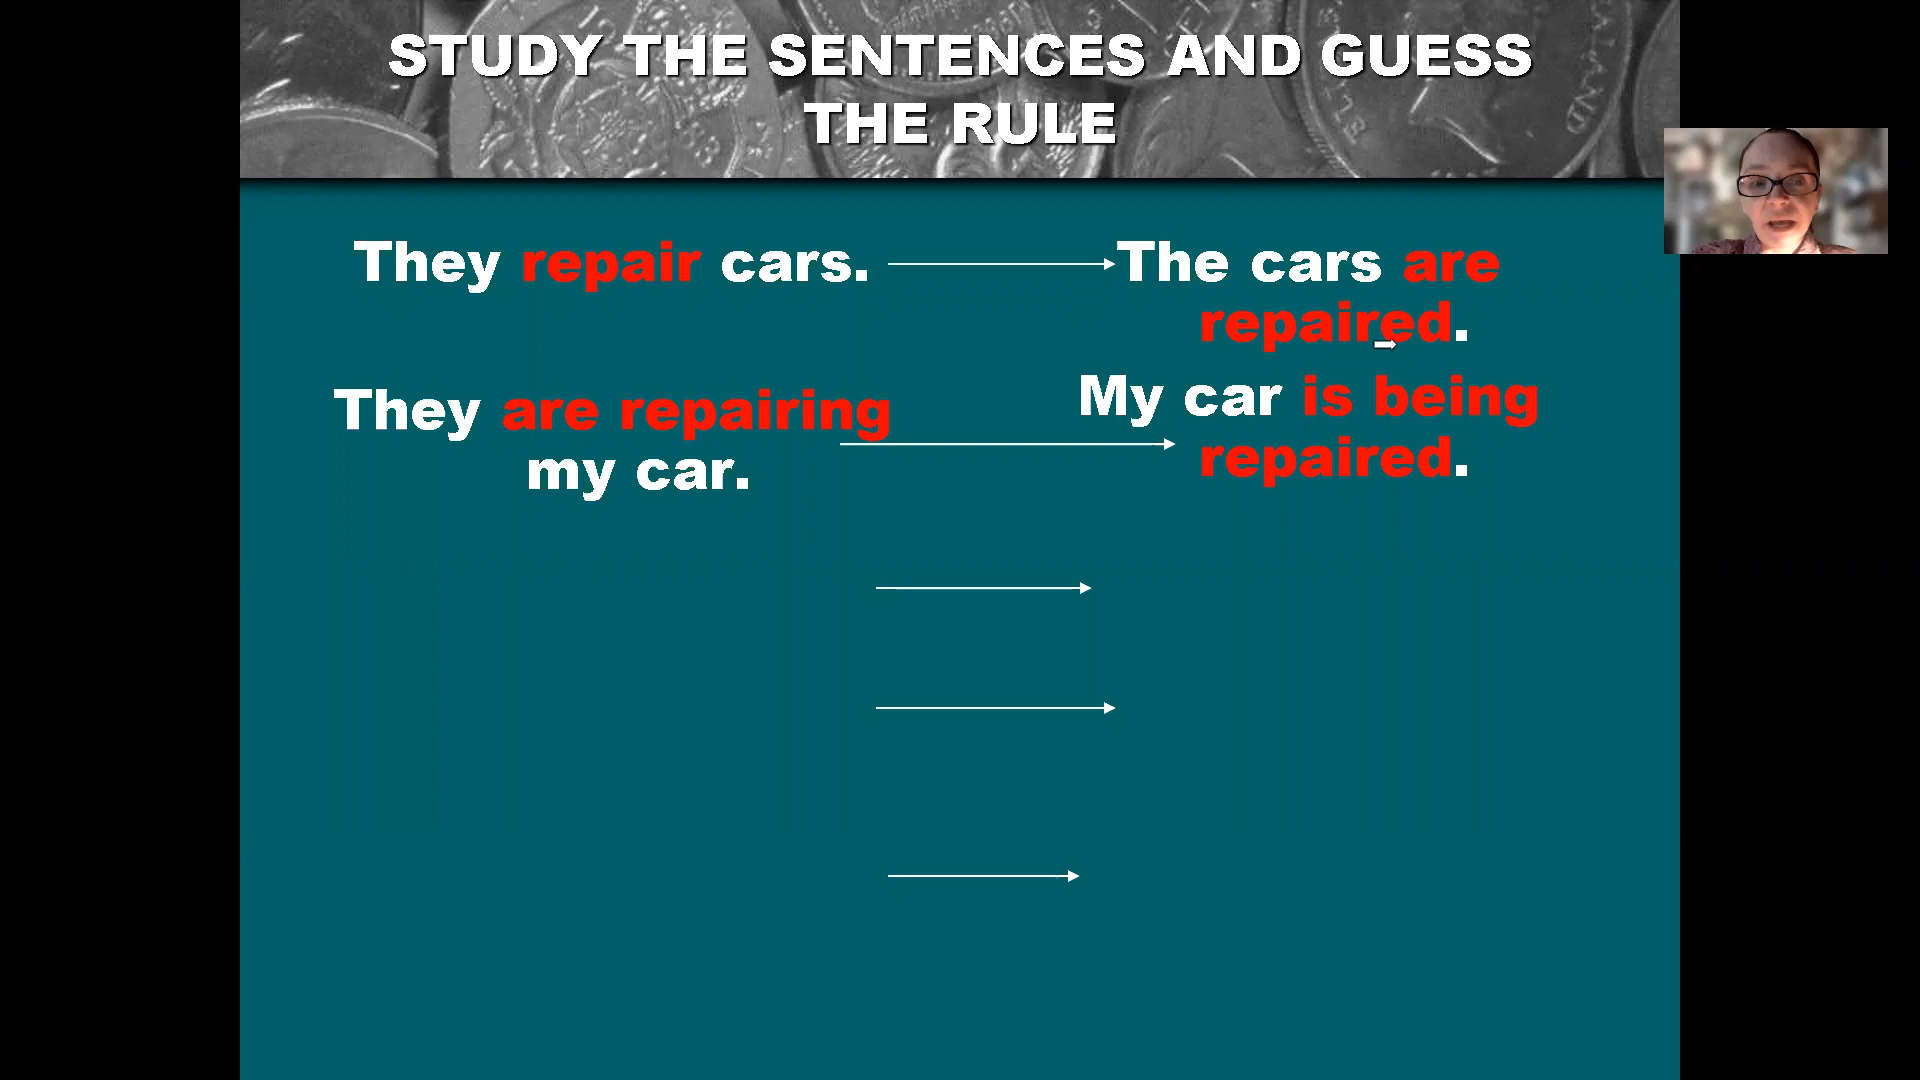 STUDY THE SENTENCES AND GUESS
THE RULE
They repair cars.
The cars are
repaired.
They are repairing
my car.
My car is being
repaired.